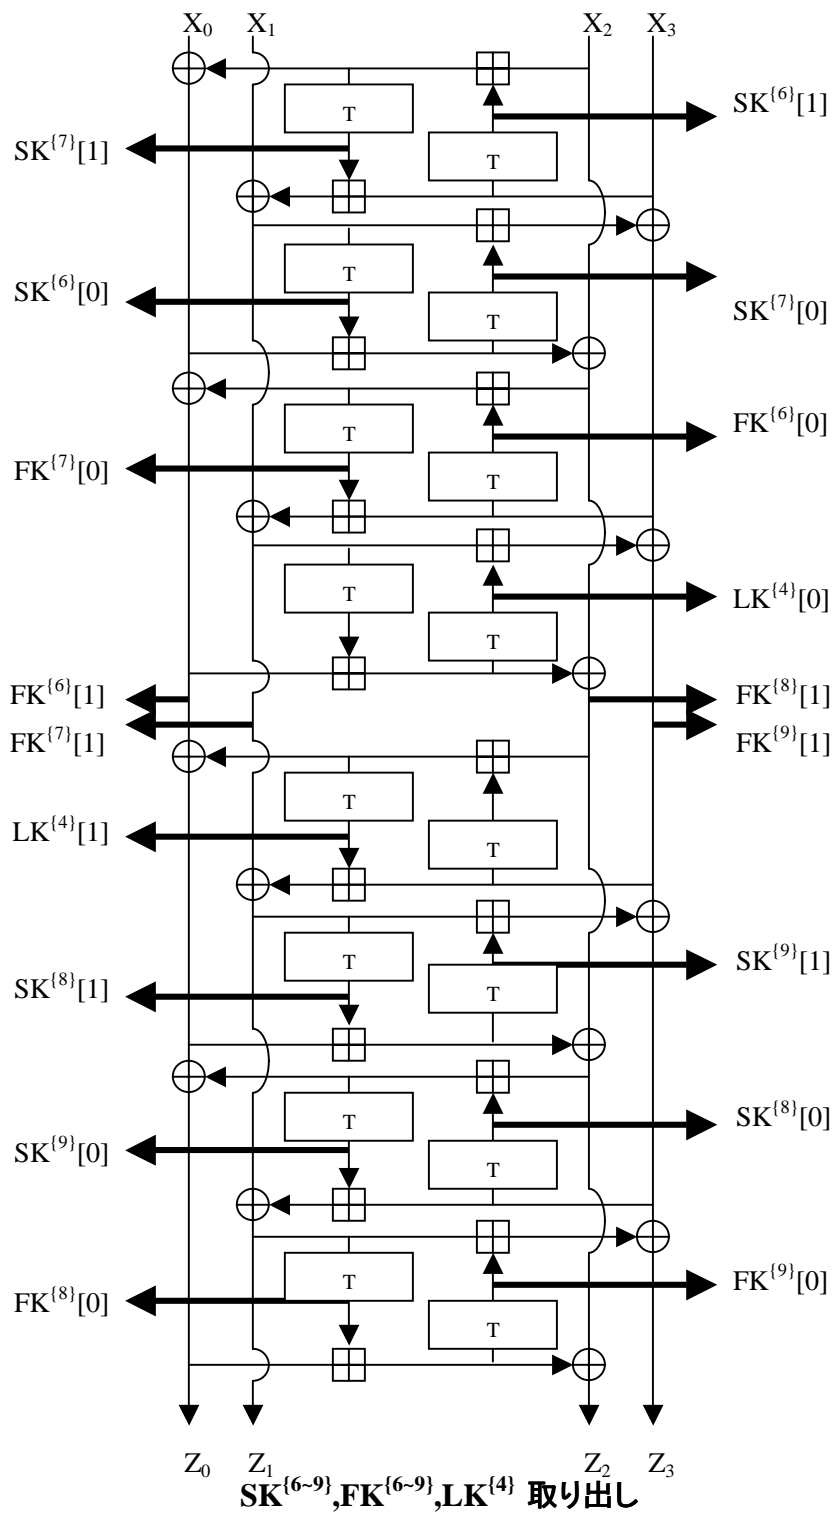 X₀ X₁ X₂ X₃
T
SK^{6}[1]
SK^{7}[1]
T
T
SK^{6}[0]
SK^{7}[0]
T
T
FK^{6}[0]
FK^{7}[0]
T
T
LK^{4}[0]
T
FK^{6}[1] FK^{8}[1]
FK^{7}[1] FK^{9}[1]
T
LK^{4}[1]
T
T
SK^{9}[1]
SK^{8}[1]
T
T
SK^{8}[0]
SK^{9}[0]
T
T
FK^{9}[0]
FK^{8}[0]
T
Z₀ Z₁ Z₂ Z₃
SK^{6~9},FK^{6~9},LK^{4} 取り出し